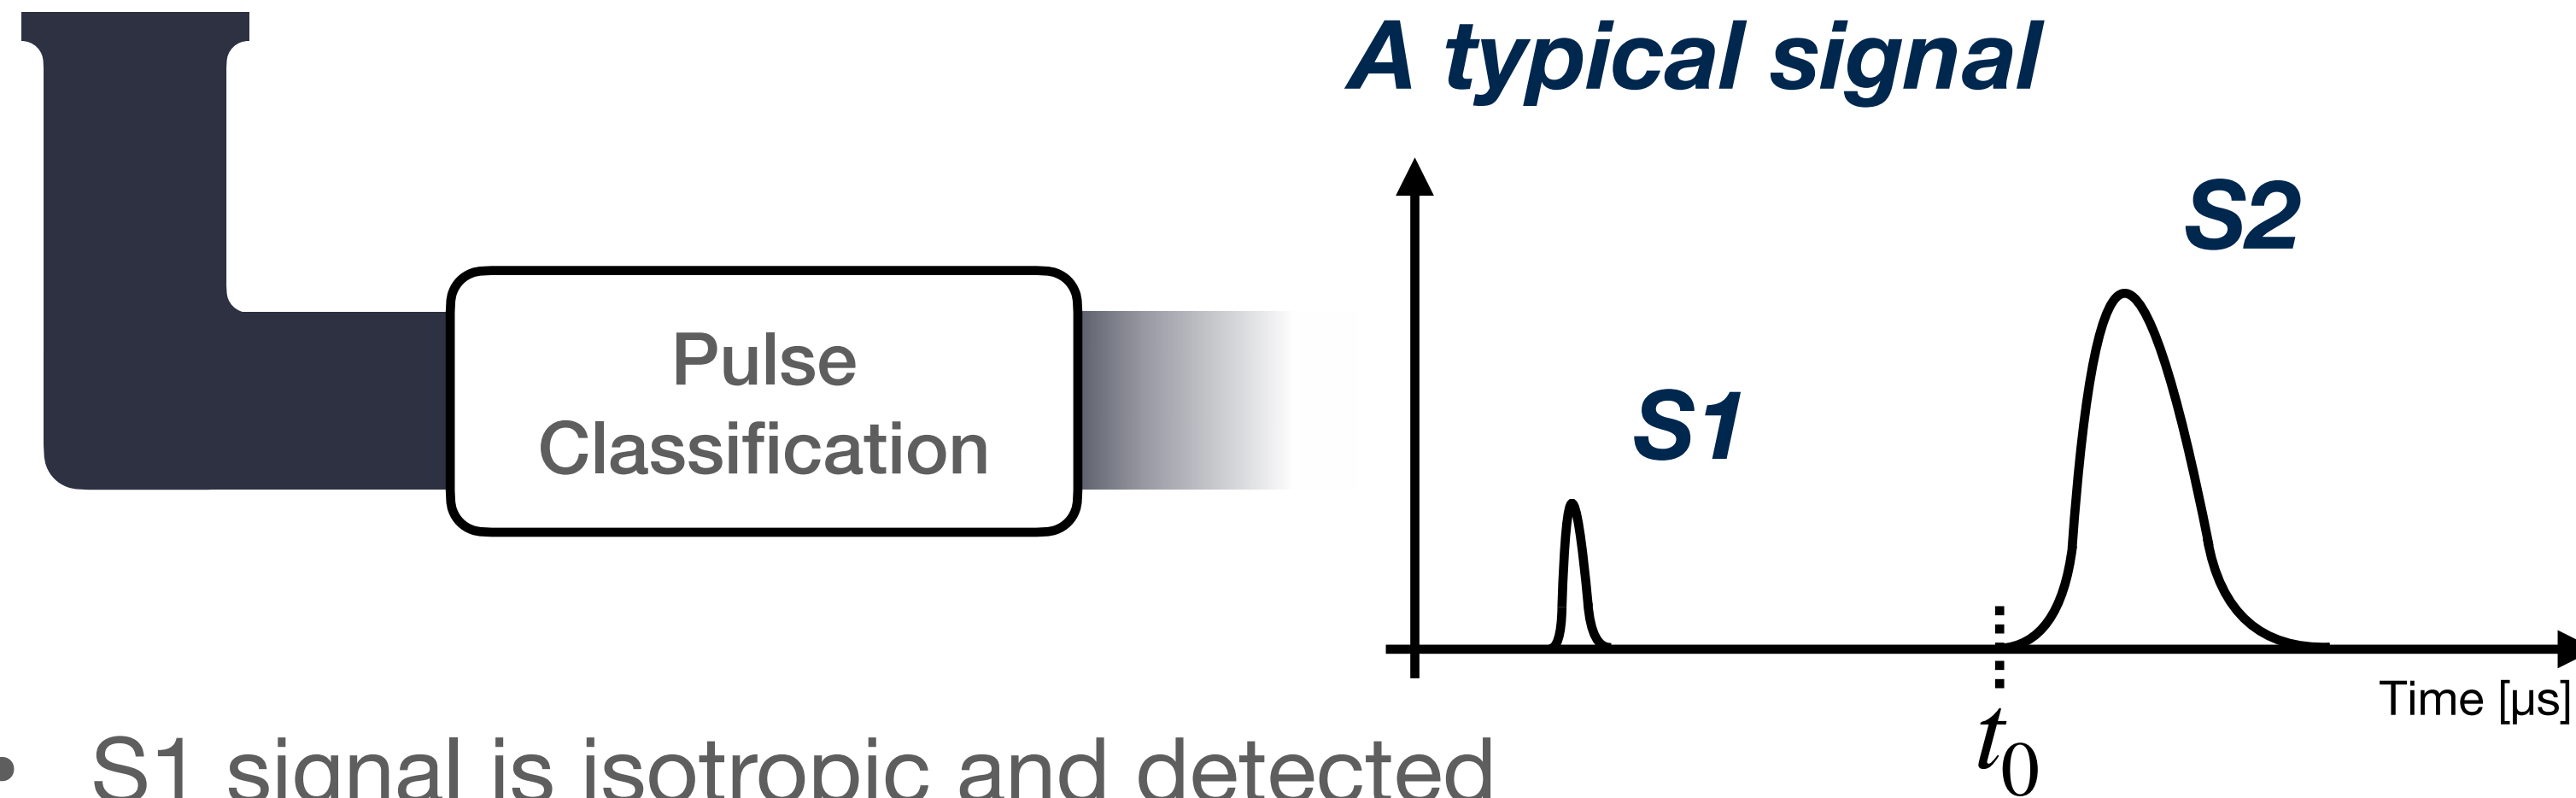 A typical signal
S2
S1
Pulse
Classification
Time [µs]
t0
• S1 signal is isotropic and detected